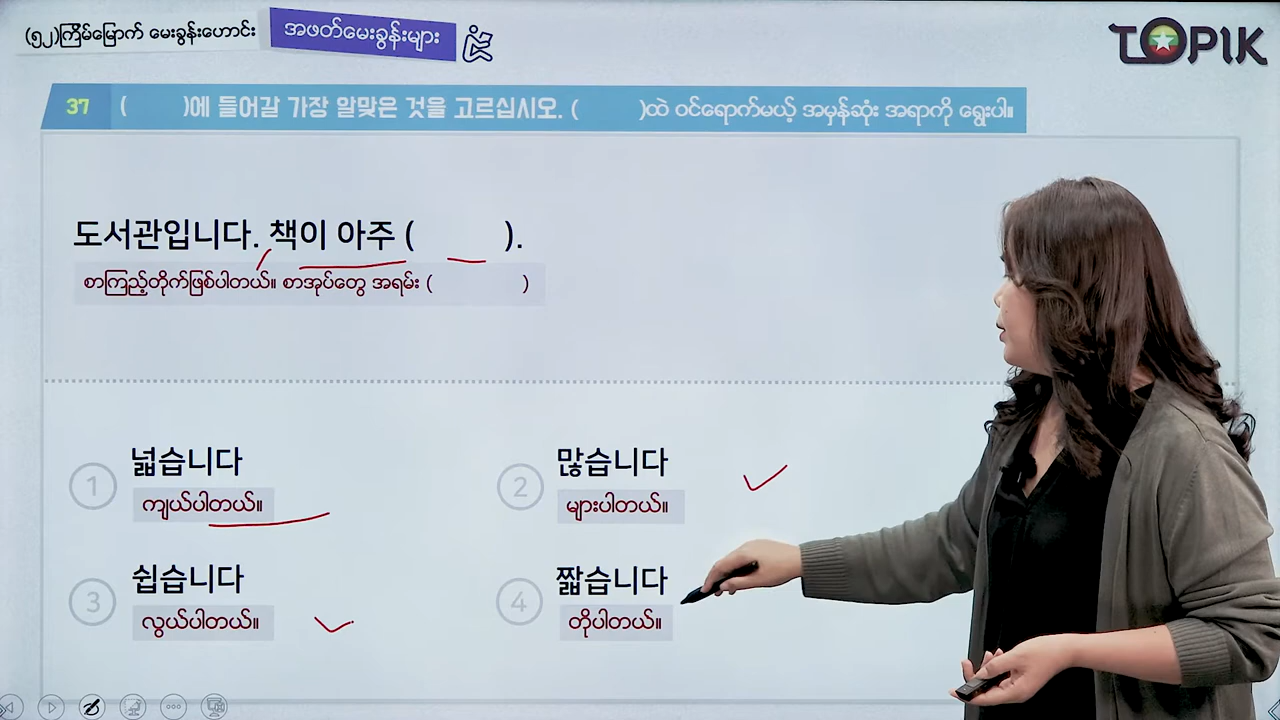 (၅၂)ကြိမ်မြောက် မေးခွန်းဟောင်း
အဖတ်မေးခွန်းများ
TOPIK
37 ( )에 들어갈 가장 알맞은 것을 고르십시오. ( )ထဲ ဝင်ရောက်မယ့် အမှန်ဆုံး အရာကို ရွေးပါ။
도서관입니다. 책이 아주 ( ).
စာကြည့်တိုက်ဖြစ်ပါတယ်။ စာအုပ်တွေ အရမ်း ( )
1 넓습니다
ကျယ်ပါတယ်။
2 많습니다
များပါတယ်။
3 쉽습니다
လွယ်ပါတယ်။
4 짧습니다
တိုပါတယ်။